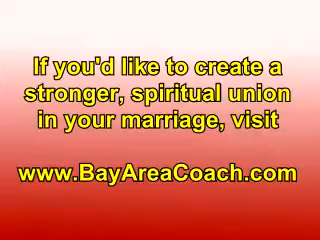 If you'd like to create a
stronger, spiritual union
in your marriage, visit
www.BayAreaCoach.com